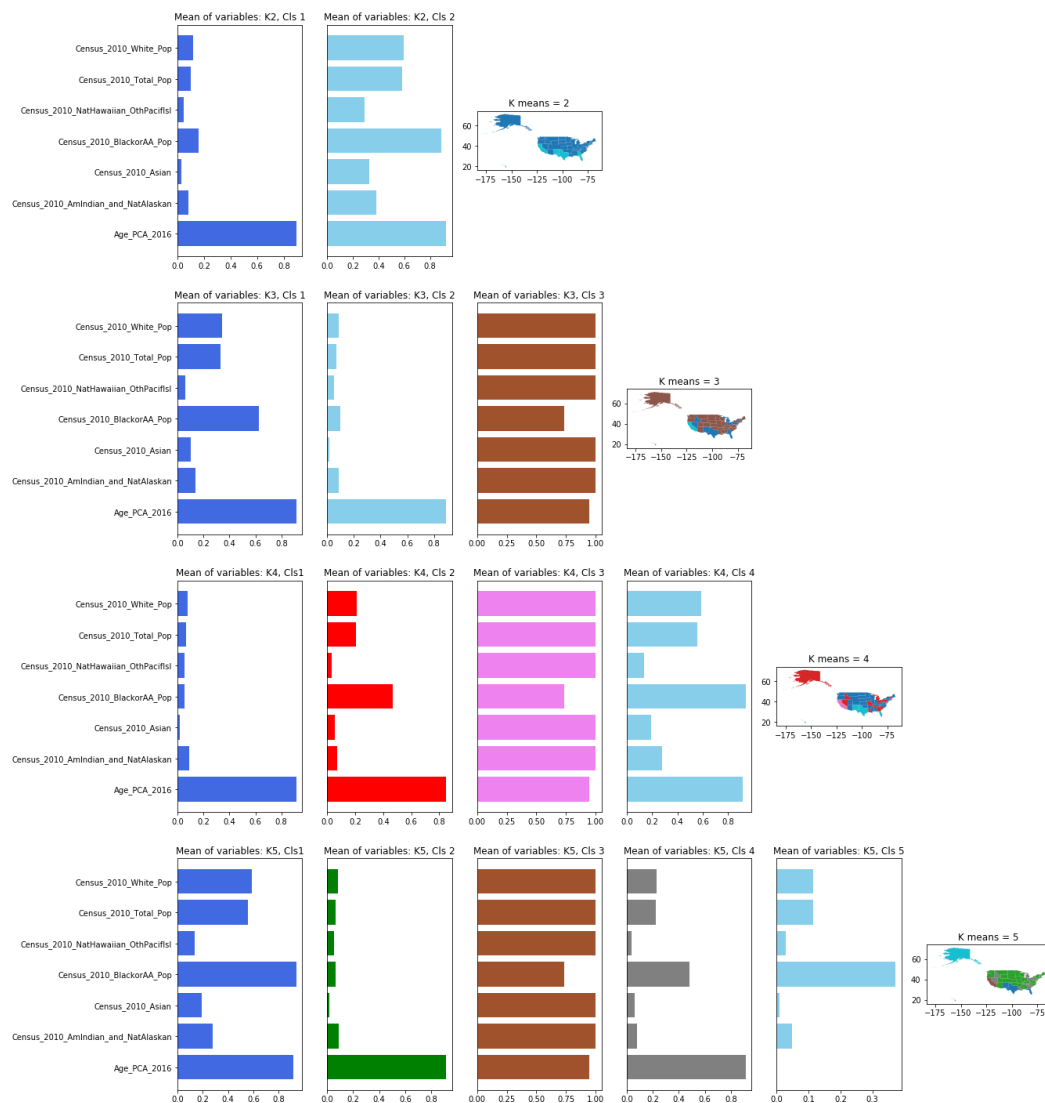 Mean of variables: K2, Cls 1
Mean of variables: K2, Cls 2
Census_2010_White_Pop
Census_2010_Total_Pop
Census_2010_NatHawaiian_OthPacificIsl
Census_2010_BlackorAA_Pop
Census_2010_Asian
Census_2010_AmIndian_and_NatAlaskan
Age_PCA_2016
0.0 0.2 0.4 0.6 0.8
0.0 0.2 0.4 0.6 0.8
K means = 2
60
40
20
−175 −150 −125 −100 −75
Mean of variables: K3, Cls 1
Mean of variables: K3, Cls 2
Mean of variables: K3, Cls 3
Census_2010_White_Pop
Census_2010_Total_Pop
Census_2010_NatHawaiian_OthPacificIsl
Census_2010_BlackorAA_Pop
Census_2010_Asian
Census_2010_AmIndian_and_NatAlaskan
Age_PCA_2016
0.0 0.2 0.4 0.6 0.8
0.0 0.2 0.4 0.6 0.8
0.00 0.25 0.50 0.75 1.00
K means = 3
60
40
20
−175 −150 −125 −100 −75
Mean of variables: K4, Cls1
Mean of variables: K4, Cls 2
Mean of variables: K4, Cls 3
Mean of variables: K4, Cls 4
Census_2010_White_Pop
Census_2010_Total_Pop
Census_2010_NatHawaiian_OthPacificIsl
Census_2010_BlackorAA_Pop
Census_2010_Asian
Census_2010_AmIndian_and_NatAlaskan
Age_PCA_2016
0.0 0.2 0.4 0.6 0.8
0.0 0.2 0.4 0.6 0.8
0.00 0.25 0.50 0.75 1.00
0.0 0.2 0.4 0.6 0.8
K means = 4
60
40
20
−175 −150 −125 −100 −75
Mean of variables: K5, Cls1
Mean of variables: K5, Cls 2
Mean of variables: K5, Cls 3
Mean of variables: K5, Cls 4
Mean of variables: K5, Cls 5
Census_2010_White_Pop
Census_2010_Total_Pop
Census_2010_NatHawaiian_OthPacificIsl
Census_2010_BlackorAA_Pop
Census_2010_Asian
Census_2010_AmIndian_and_NatAlaskan
Age_PCA_2016
0.0 0.2 0.4 0.6 0.8
0.0 0.2 0.4 0.6 0.8
0.00 0.25 0.50 0.75 1.00
0.0 0.2 0.4 0.6 0.8
0.0 0.1 0.2 0.3
K means = 5
60
40
20
−175 −150 −125 −100 −75